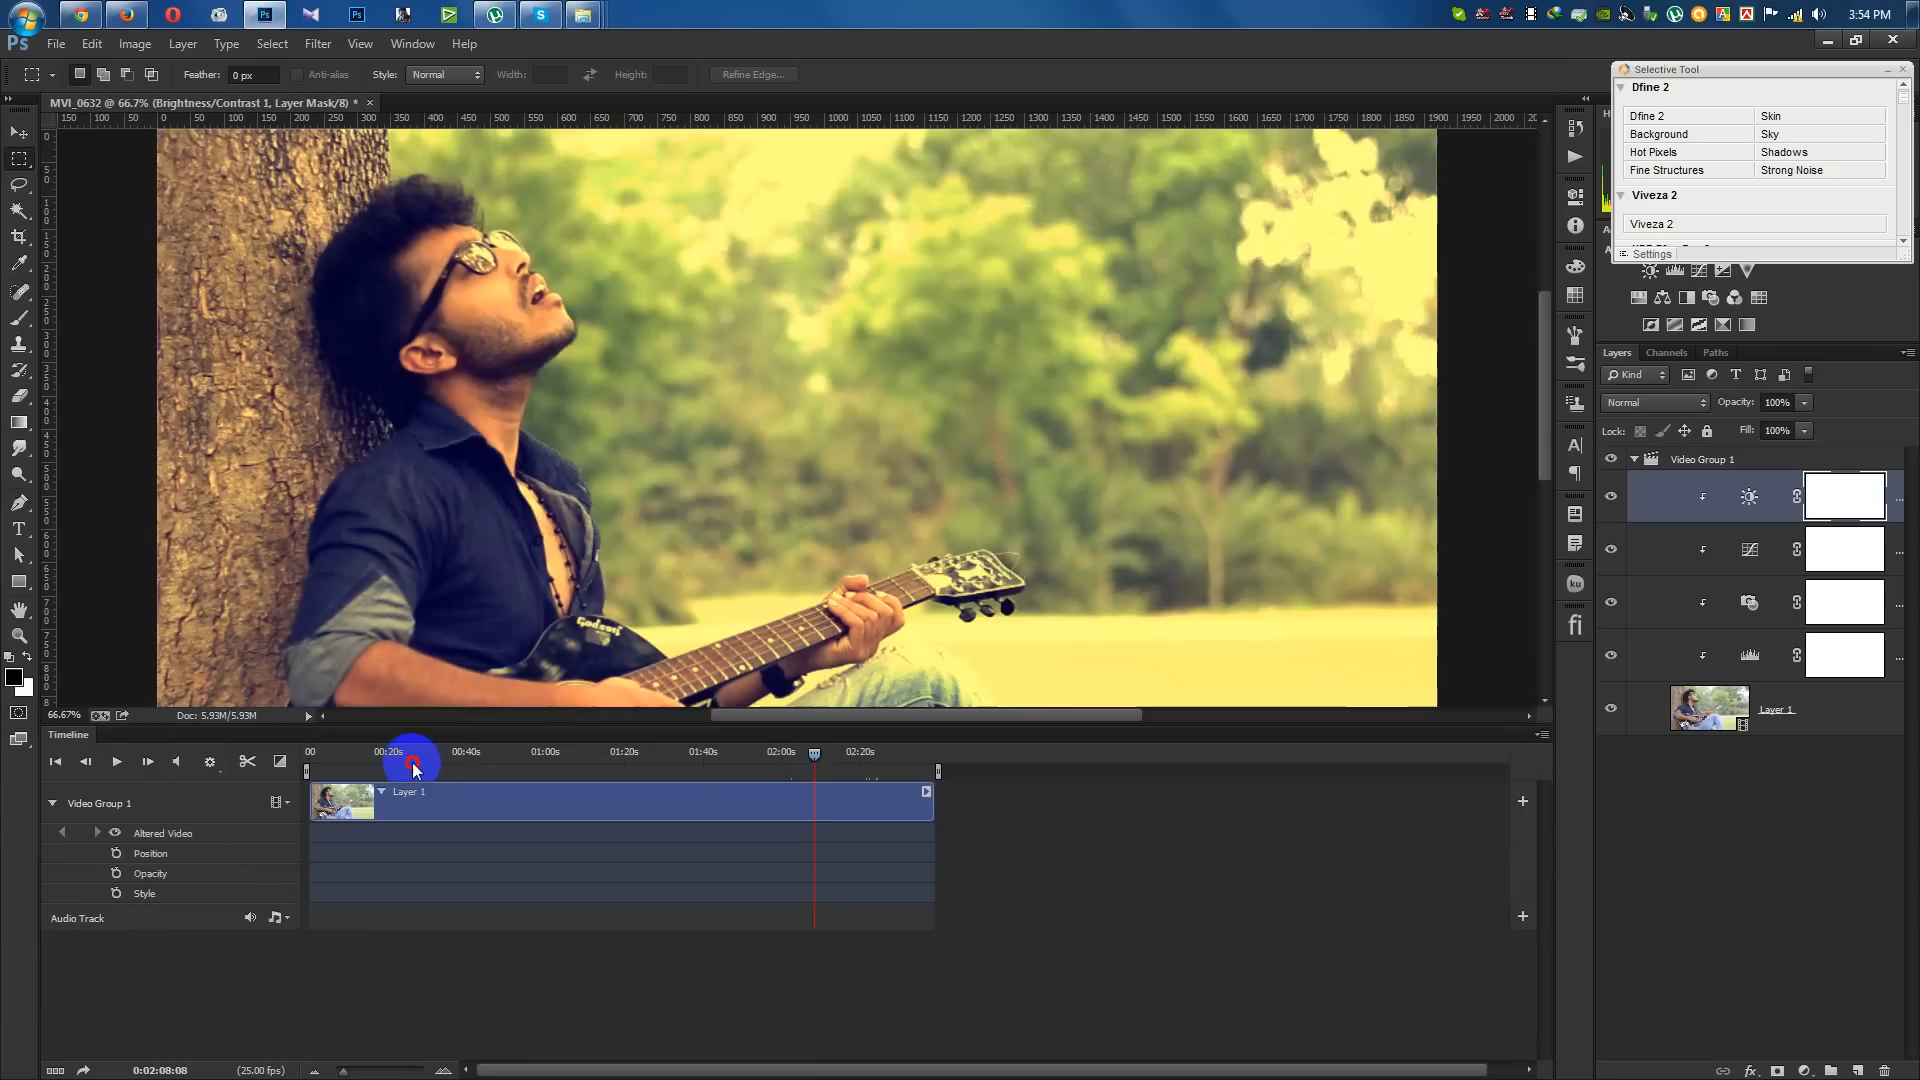 3:54 PM
Ps File Edit Image Layer Type Select Filter View Window Help
Feather: 0 px Anti-alias Style: Normal Width: Height: Refine Edge...
MVI_0632 @ 66.7% (Brightness/Contrast 1, Layer Mask/8) * ×
150 100 50 0 50 100 150 200 250 300 350 400 450 500 550 600 650 700 750 800 850 900 950 1000 1050 1100 1150 1200 1250 1300 1350 1400 1450 1500 1550 1600 1650 1700 1750 1800 1850 1900 1950 2000
Selective Tool
Dfine 2
Dfine 2 Skin
Background Sky
Hot Pixels Shadows
Fine Structures Strong Noise
Viveza 2
Viveza 2
Settings
Layers Channels Paths
Kind
Normal Opacity: 100%
Lock: Fill: 100%
Video Group 1
Layer 1
Godson
66.67% Doc: 5.93M/5.93M
Timeline
00 00:20s 00:40s 01:00s 01:20s 01:40s 02:00s 02:20s
Video Group 1
Layer 1
Altered Video
Position
Opacity
Style
Audio Track
0:02:08:08 (25.00 fps)